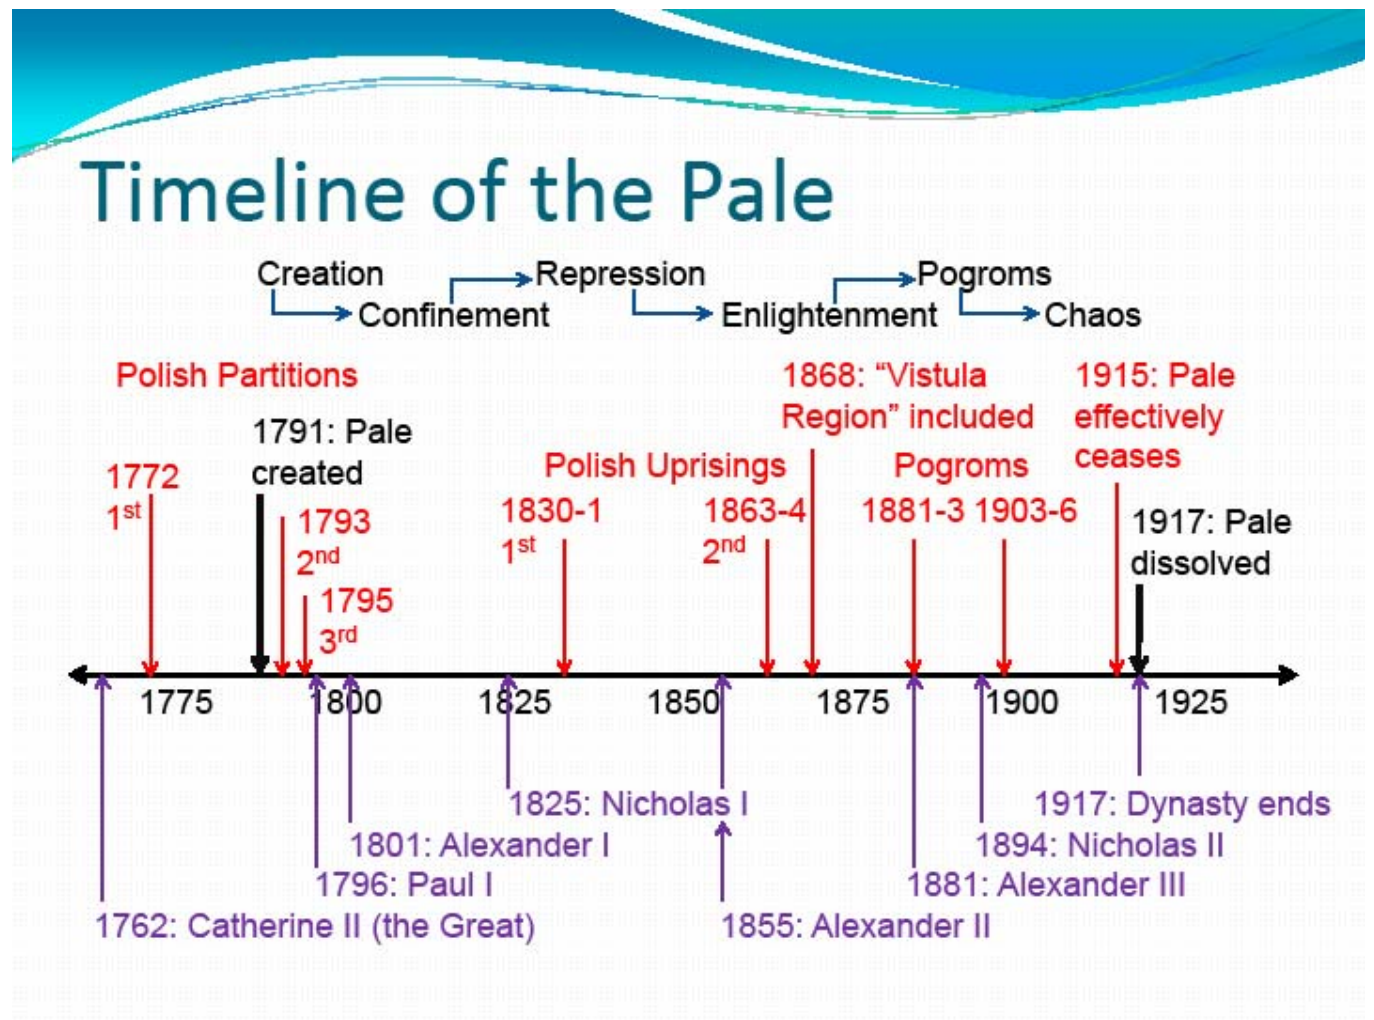 Timeline of the Pale
Creation
Repression
Pogroms
Confinement
Enlightenment
Chaos
Polish Partitions
1868: “Vistula
Region” included
1915: Pale
effectively
ceases
1791: Pale
created
Polish Uprisings
Pogroms
1772
1st
1793
2nd
1795
3rd
1830-1
1st
1863-4
2nd
1881-3 1903-6
1917: Pale
dissolved
1775 1800 1825 1850 1875 1900 1925
1825: Nicholas I
1917: Dynasty ends
1801: Alexander I
1894: Nicholas II
1796: Paul I
1881: Alexander III
1762: Catherine II (the Great)
1855: Alexander II